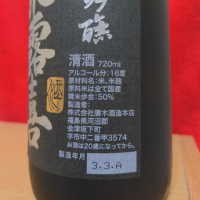 吟醸
清酒 720ml
アルコール分：16度
原材料名：米、米麹
原料米は全て国産
精米歩合：50%
製造者：
株式会社廣木酒造本店
福島県河沼郡
会津坂下町
字市中二番甲3574
お酒は20歳になってから。
製造年月
3.3.A
露喜